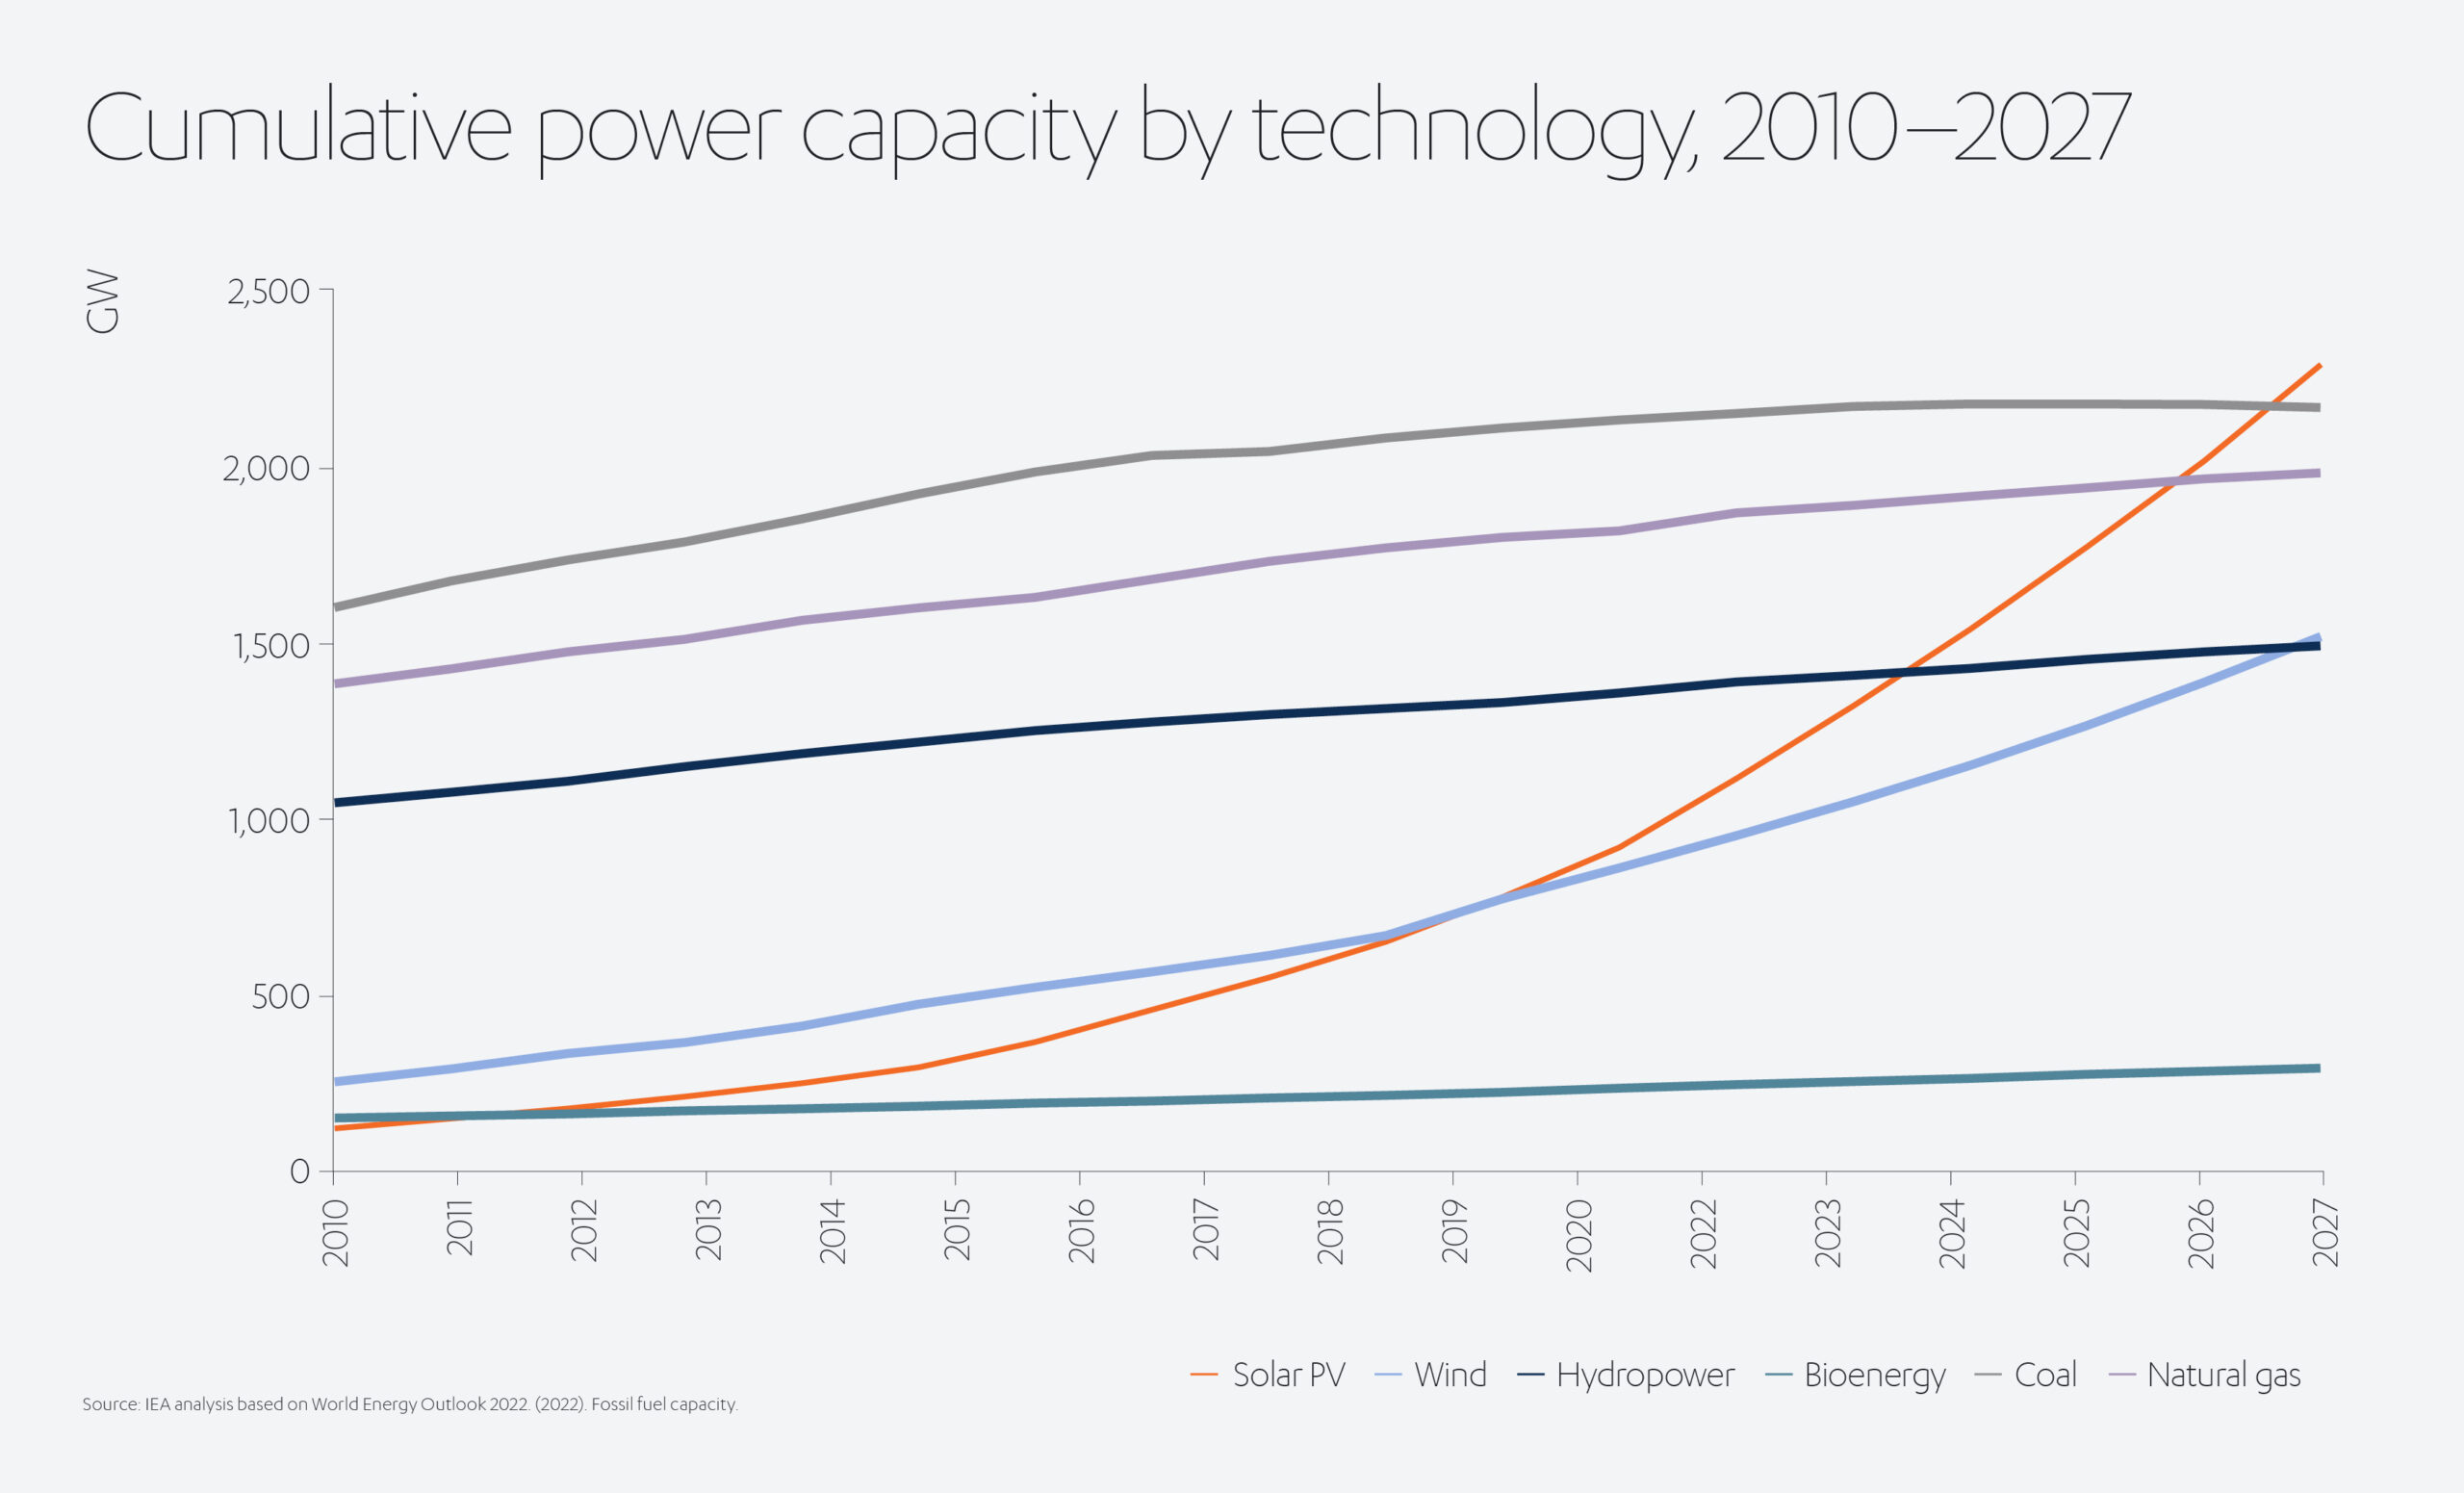 Cumulative power capacity by technology, 2010–2027
GW
2,500
2,000
1,500
1,000
500
0
2010
2011
2012
2013
2014
2015
2016
2017
2018
2019
2020
2022
2023
2024
2025
2026
2027
Solar PV
Wind
Hydropower
Bioenergy
Coal
Natural gas
Source: IEA analysis based on World Energy Outlook 2022. (2022). Fossil fuel capacity.